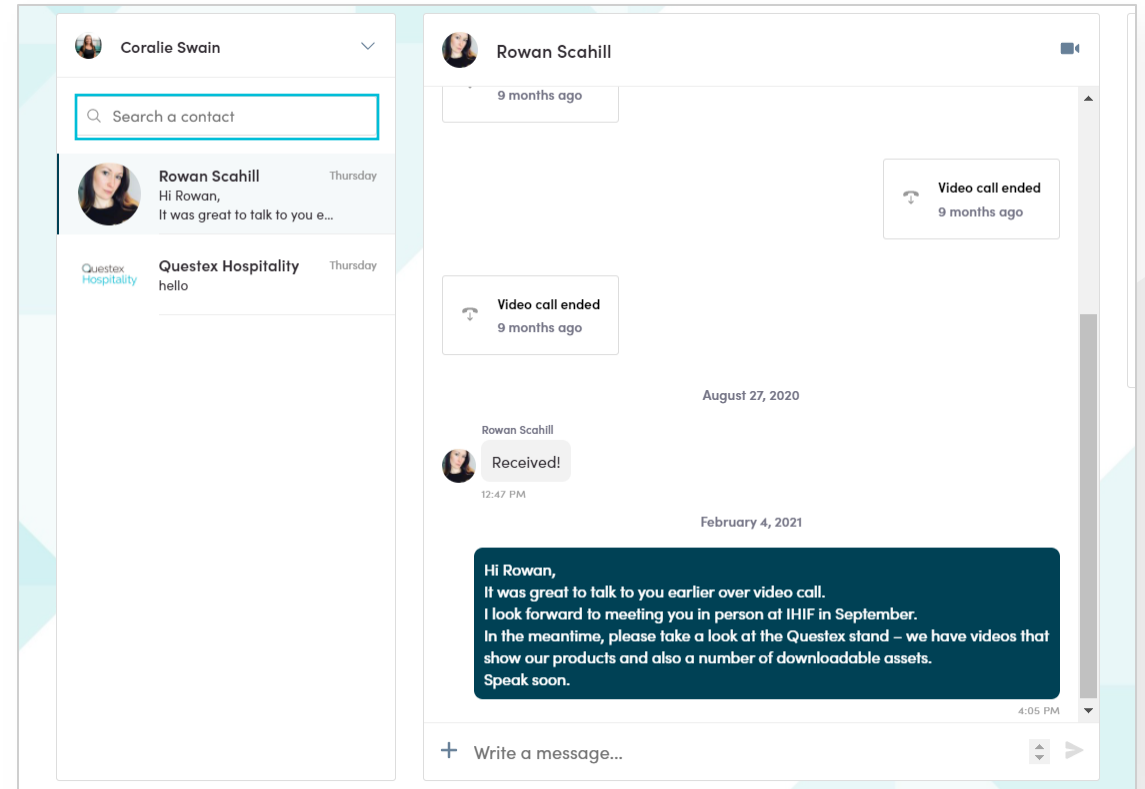 Coralie Swain
Search a contact
Rowan Scahill
Thursday
Hi Rowan,
It was great to talk to you e...
Questex
Hospitality
Questex Hospitality
Thursday
hello
Rowan Scahill
9 months ago
Video call ended
9 months ago
Video call ended
9 months ago
August 27, 2020
Rowan Scahill
Received!
12:47 PM
February 4, 2021
Hi Rowan,
It was great to talk to you earlier over video call.
I look forward to meeting you in person at IHIF in September.
In the meantime, please take a look at the Questex stand – we have videos that
show our products and also a number of downloadable assets.
Speak soon.
4:05 PM
Write a message...